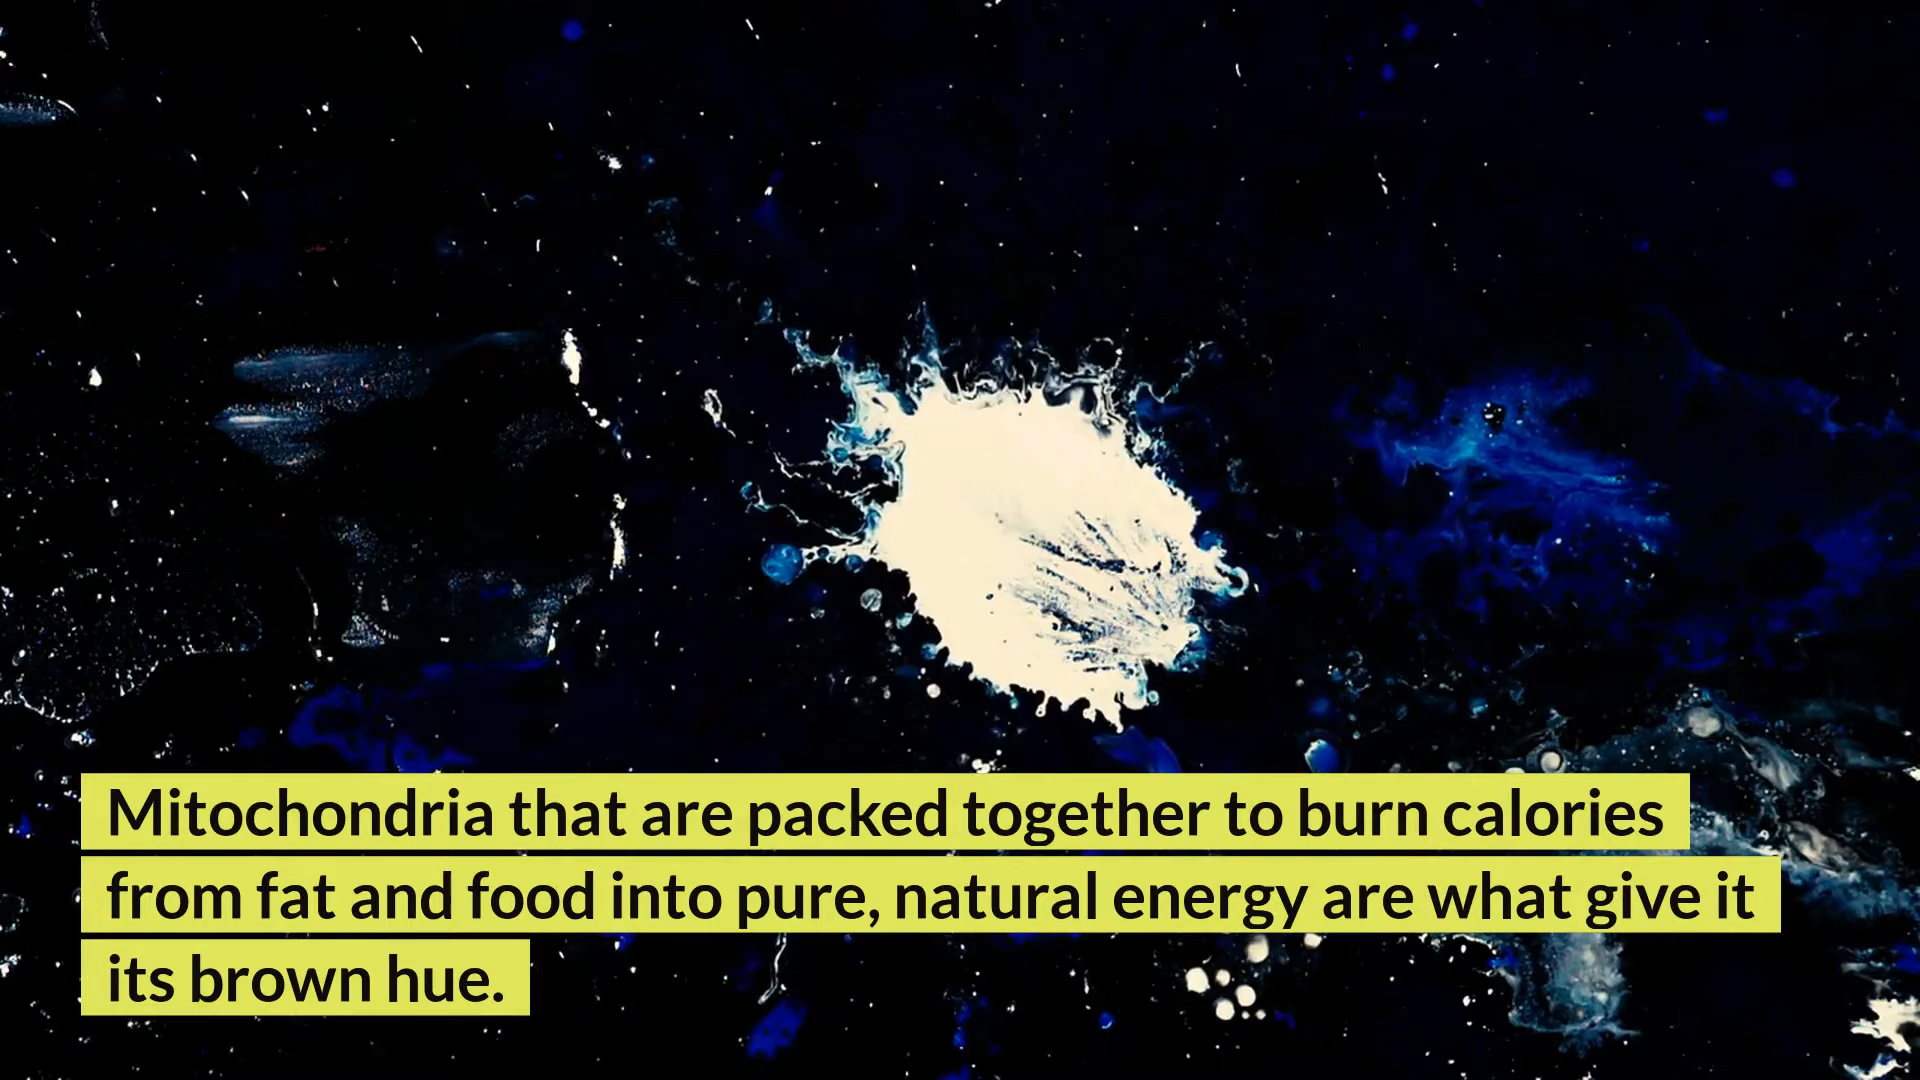 Mitochondria that are packed together to burn calories
from fat and food into pure, natural energy are what give it
its brown hue.